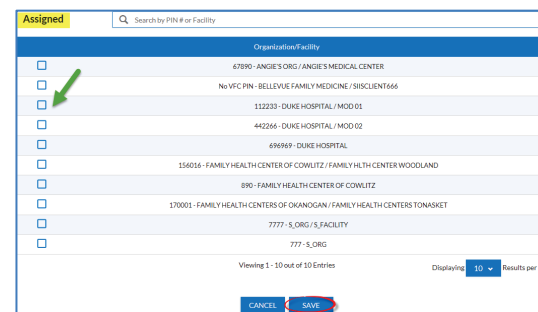 Assigned
Search by PIN # or Facility
Organization/Facility
67890 - ANGIE'S ORG / ANGIE'S MEDICAL CENTER
No VFC PIN - BELLEVUE FAMILY MEDICINE / SIISCLIENT666
112233 - DUKE HOSPITAL / MOD 01
442266 - DUKE HOSPITAL / MOD 02
696969 - DUKE HOSPITAL
156016 - FAMILY HEALTH CENTER OF COWLITZ / FAMILY HLTH CENTER WOODLAND
890 - FAMILY HEALTH CENTER OF COWLITZ
170001 - FAMILY HEALTH CENTERS OF OKANOGAN / FAMILY HEALTH CENTERS TONASKET
7777 - S_ORG / S_FACILITY
777 - S_ORG
Viewing 1 - 10 out of 10 Entries Displaying 10 Results per
CANCEL SAVE